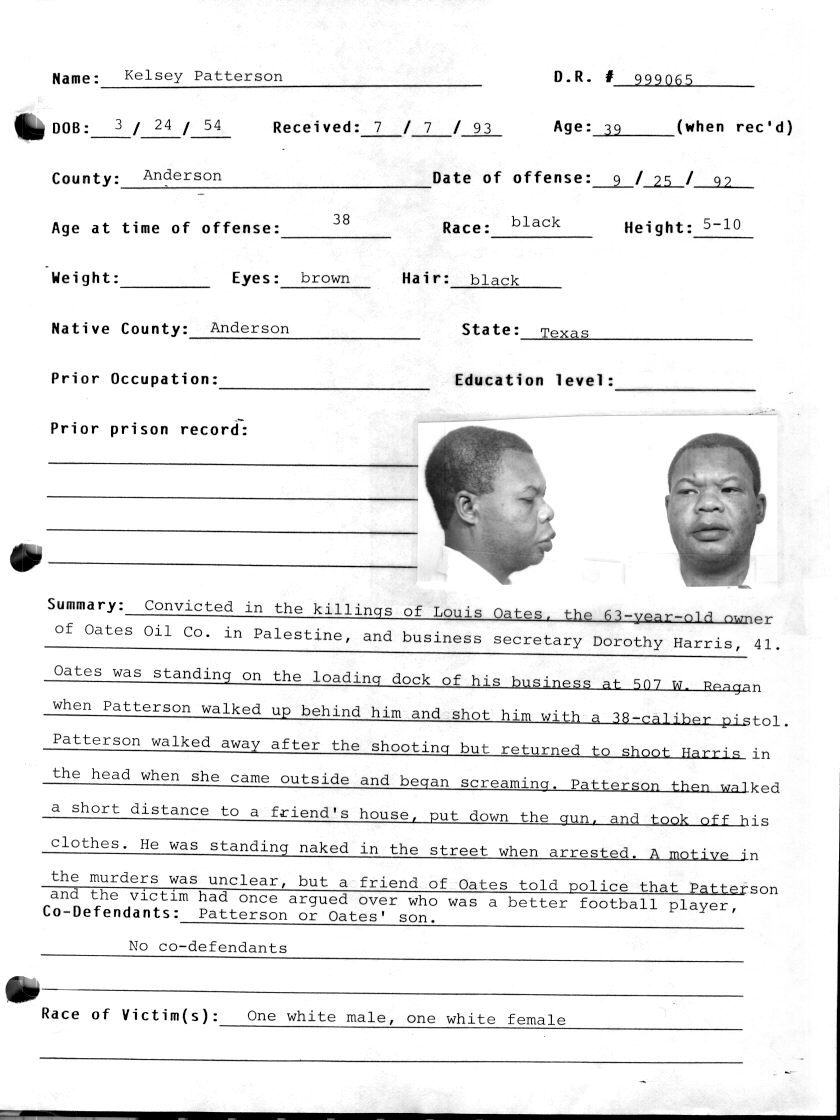 Name: Kelsey Patterson D.R. # 999065
DOB: 3 / 24 / 54 Received: 7 / 7 / 93 Age: 39 (when rec'd)
County: Anderson Date of offense: 9 / 25 / 92
Age at time of offense: 38 Race: black Height: 5-10
Weight: Eyes: brown Hair: black
Native County: Anderson State: Texas
Prior Occupation: Education level:
Prior prison record:
Summary: Convicted in the killings of Louis Oates, the 63-year-old owner
of Oates Oil Co. in Palestine, and business secretary Dorothy Harris, 41.
Oates was standing on the loading dock of his business at 507 W. Reagan
when Patterson walked up behind him and shot him with a 38-caliber pistol.
Patterson walked away after the shooting but returned to shoot Harris in
the head when she came outside and began screaming. Patterson then walked
a short distance to a friend's house, put down the gun, and took off his
clothes. He was standing naked in the street when arrested. A motive in
the murders was unclear, but a friend of Oates told police that Patterson
and the victim had once argued over who was a better football player,
Co-Defendants: Patterson or Oates' son.
No co-defendants
Race of Victim(s): One white male, one white female